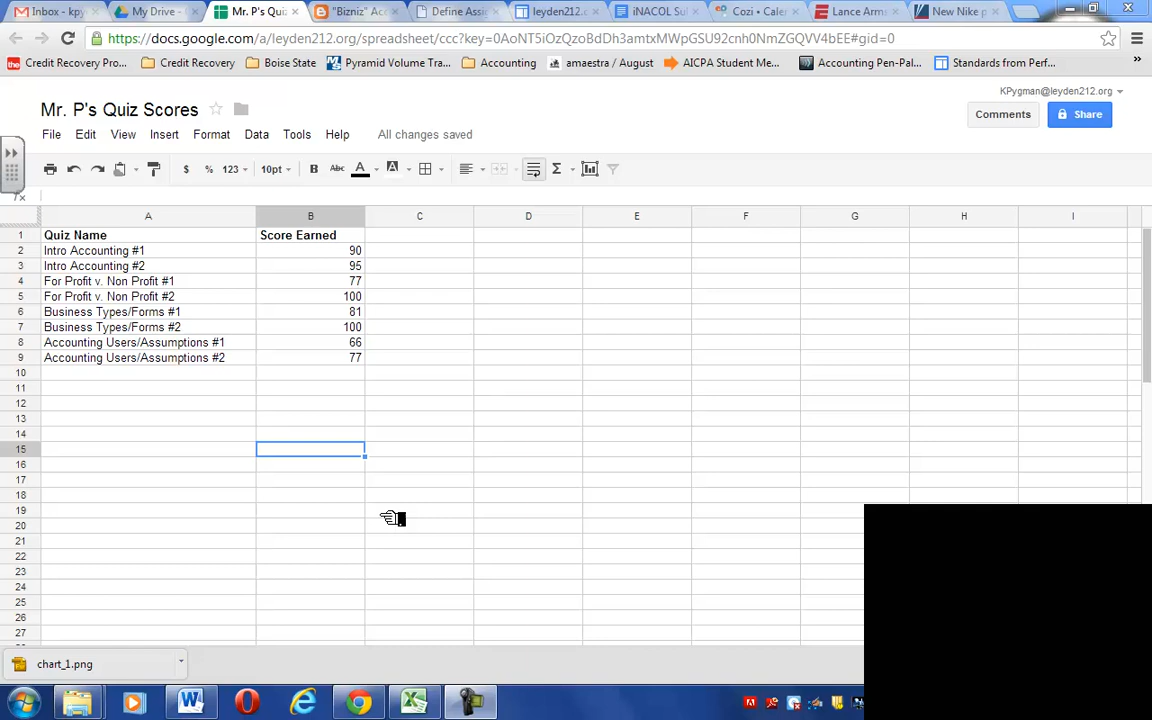 Inbox - kpy
My Drive -
Mr. P's Quiz
"Bizniz" Acc
Define Assig
leyden212.o
iNACOL Su
Cozi • Cale
Lance Arms
New Nike p
https://docs.google.com/a/leyden212.org/spreadsheet/ccc?key=0AoNT5iOzQzoBdDh3amtxMWpGSU92cnh0NmZGQVV4bEE#gid=0
Credit Recovery Pro...
Credit Recovery
Boise State
Pyramid Volume Tra...
Accounting
amaestra / August
AICPA Student Me...
Accounting Pen-Pal...
Standards from Perf...
»
KPygman@leyden212.org
Mr. P's Quiz Scores
Comments
Share
File Edit View Insert Format Data Tools Help All changes saved
$ % 123 10pt B Abc A A Σ
fx
A B C D E F G H I
1 Quiz Name Score Earned
2 Intro Accounting #1 90
3 Intro Accounting #2 95
4 For Profit v. Non Profit #1 77
5 For Profit v. Non Profit #2 100
6 Business Types/Forms #1 81
7 Business Types/Forms #2 100
8 Accounting Users/Assumptions #1 66
9 Accounting Users/Assumptions #2 77
10
11
12
13
14
15
16
17
18
19
20
21
22
23
24
25
26
27
chart_1.png